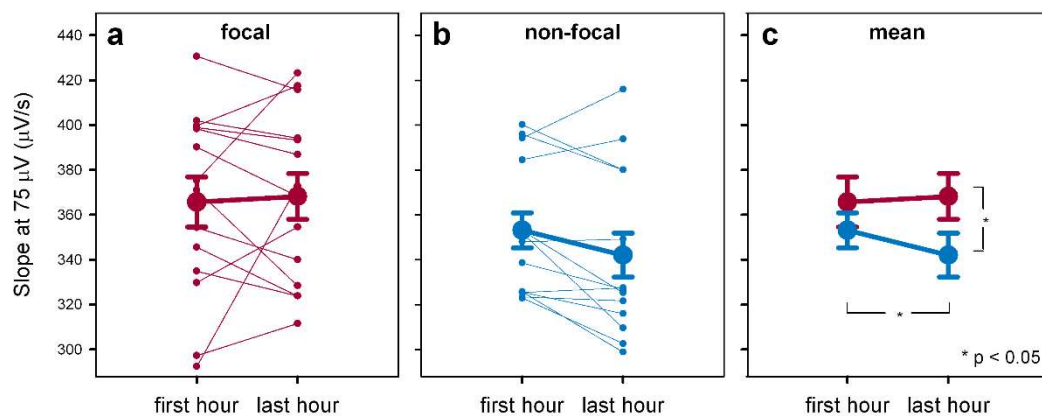 a focal
b non-focal
c mean
Slope at 75 µV (µV/s)
440
420
400
380
360
340
320
300
*
*
* p < 0.05
first hour last hour
first hour last hour
first hour last hour